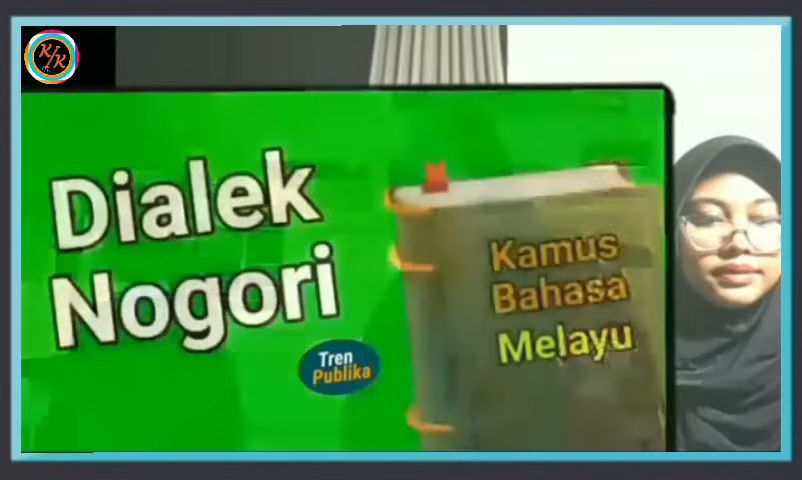 K/K
Dialek
Nogori
Tren
Publika
Kamus
Bahasa
Melayu